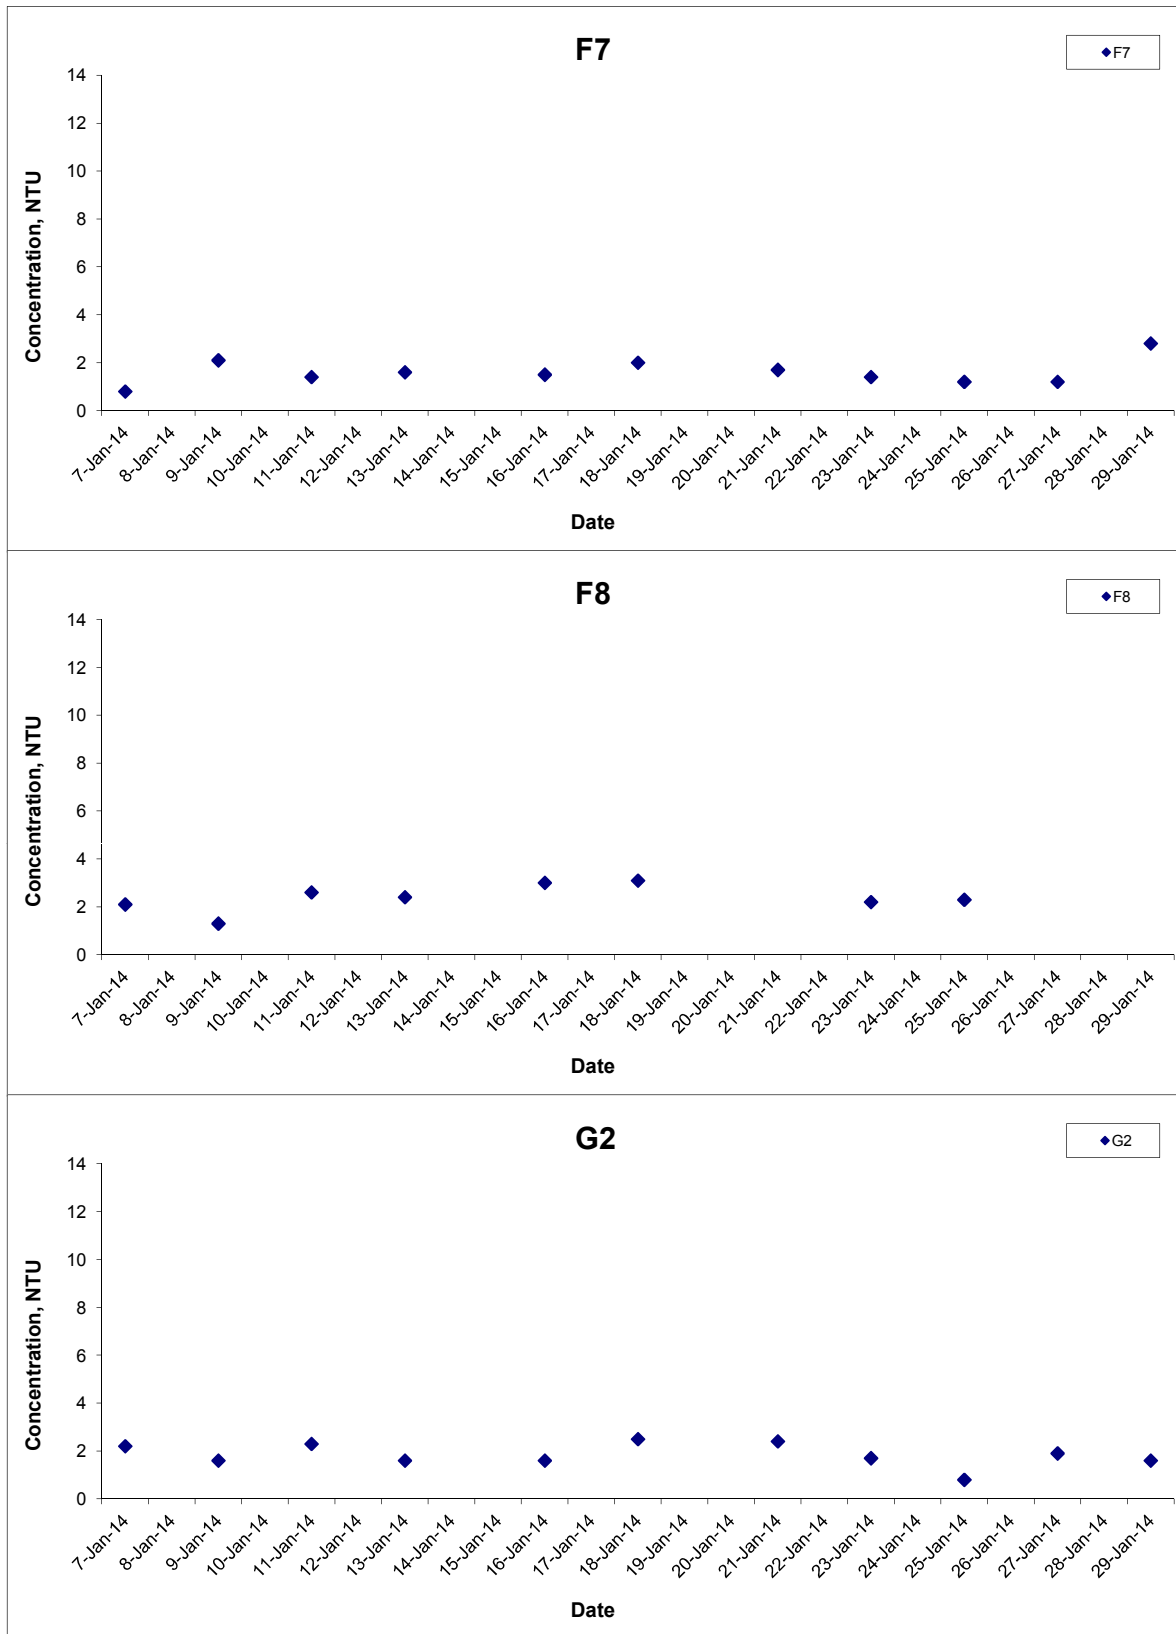 F7
F7
14
12
10
8
6
4
2
0
Concentration, NTU
7-Jan-14
8-Jan-14
9-Jan-14
10-Jan-14
11-Jan-14
12-Jan-14
13-Jan-14
14-Jan-14
15-Jan-14
16-Jan-14
17-Jan-14
18-Jan-14
19-Jan-14
20-Jan-14
21-Jan-14
22-Jan-14
23-Jan-14
24-Jan-14
25-Jan-14
26-Jan-14
27-Jan-14
28-Jan-14
29-Jan-14
Date
F8
F8
14
12
10
8
6
4
2
0
Concentration, NTU
7-Jan-14
8-Jan-14
9-Jan-14
10-Jan-14
11-Jan-14
12-Jan-14
13-Jan-14
14-Jan-14
15-Jan-14
16-Jan-14
17-Jan-14
18-Jan-14
19-Jan-14
20-Jan-14
21-Jan-14
22-Jan-14
23-Jan-14
24-Jan-14
25-Jan-14
26-Jan-14
27-Jan-14
28-Jan-14
29-Jan-14
Date
G2
G2
14
12
10
8
6
4
2
0
Concentration, NTU
7-Jan-14
8-Jan-14
9-Jan-14
10-Jan-14
11-Jan-14
12-Jan-14
13-Jan-14
14-Jan-14
15-Jan-14
16-Jan-14
17-Jan-14
18-Jan-14
19-Jan-14
20-Jan-14
21-Jan-14
22-Jan-14
23-Jan-14
24-Jan-14
25-Jan-14
26-Jan-14
27-Jan-14
28-Jan-14
29-Jan-14
Date